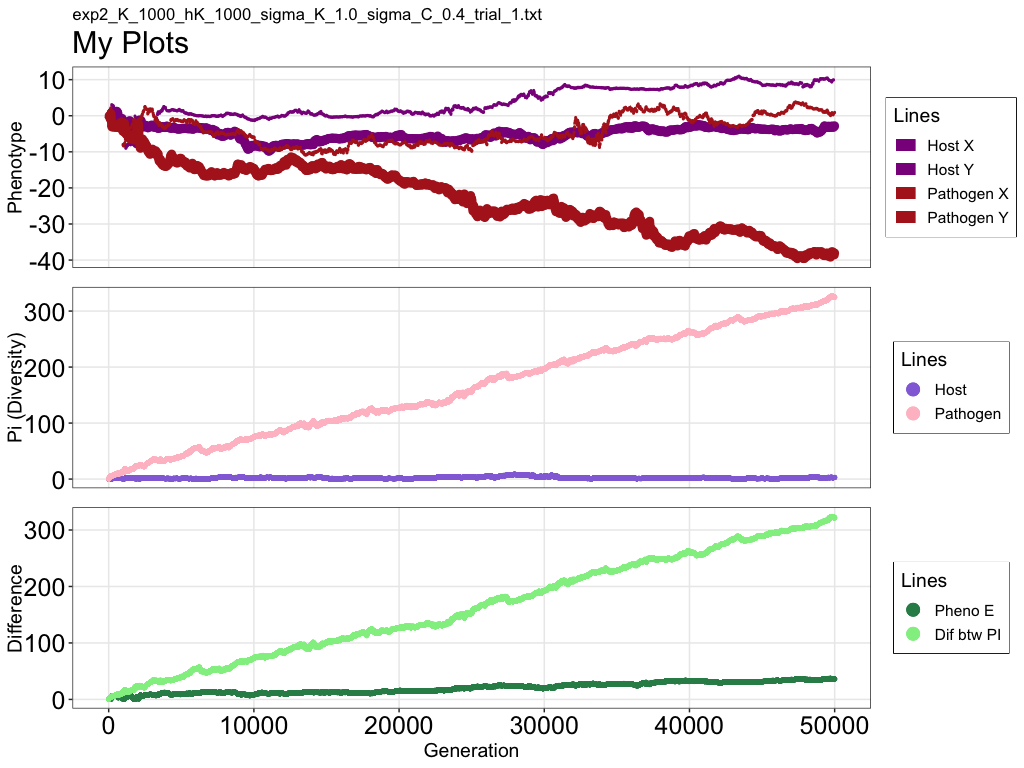 exp2_K_1000_hK_1000_sigma_K_1.0_sigma_C_0.4_trial_1.txt
My Plots
Phenotype
10
0
-10
-20
-30
-40
Lines
Host X
Host Y
Pathogen X
Pathogen Y
Pi (Diversity)
300
200
100
0
Lines
Host
Pathogen
Difference
300
200
100
0
Lines
Pheno E
Dif btw PI
0 10000 20000 30000 40000 50000
Generation